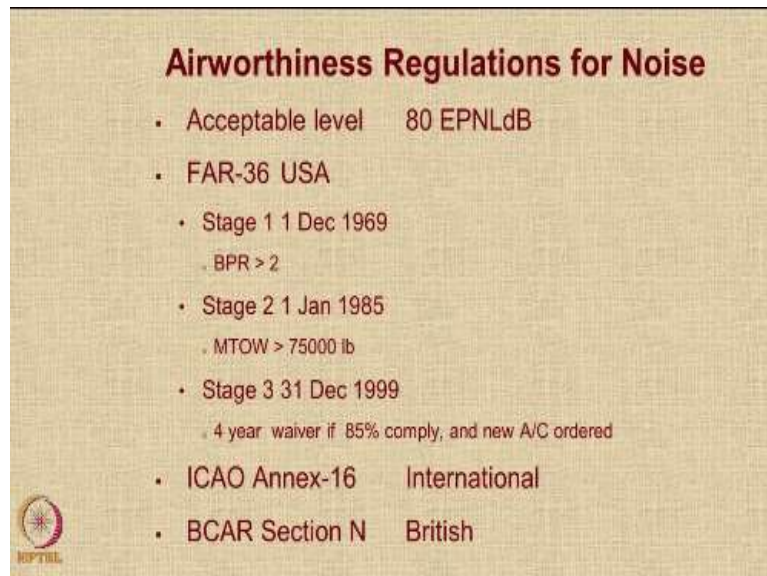 Airworthiness Regulations for Noise
Acceptable level 80 EPNLdB
FAR-36 USA
Stage 1 1 Dec 1969
BPR > 2
Stage 2 1 Jan 1985
MTOW > 75000 lb
Stage 3 31 Dec 1999
4 year waiver if 85% comply, and new A/C ordered
ICAO Annex-16 International
BCAR Section N British
NPTEL